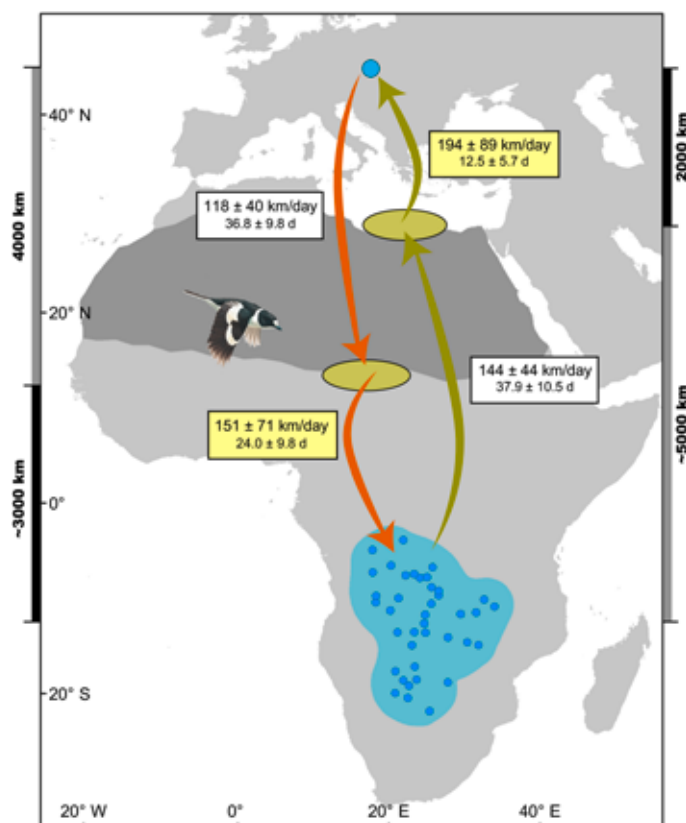 40° N
20° N
0°
20° S
20° W
0°
20° E
40° E
4000 km
~3000 km
2000 km
~5000 km
194 ± 89 km/day
12.5 ± 5.7 d
118 ± 40 km/day
36.8 ± 9.8 d
144 ± 44 km/day
37.9 ± 10.5 d
151 ± 71 km/day
24.0 ± 9.8 d